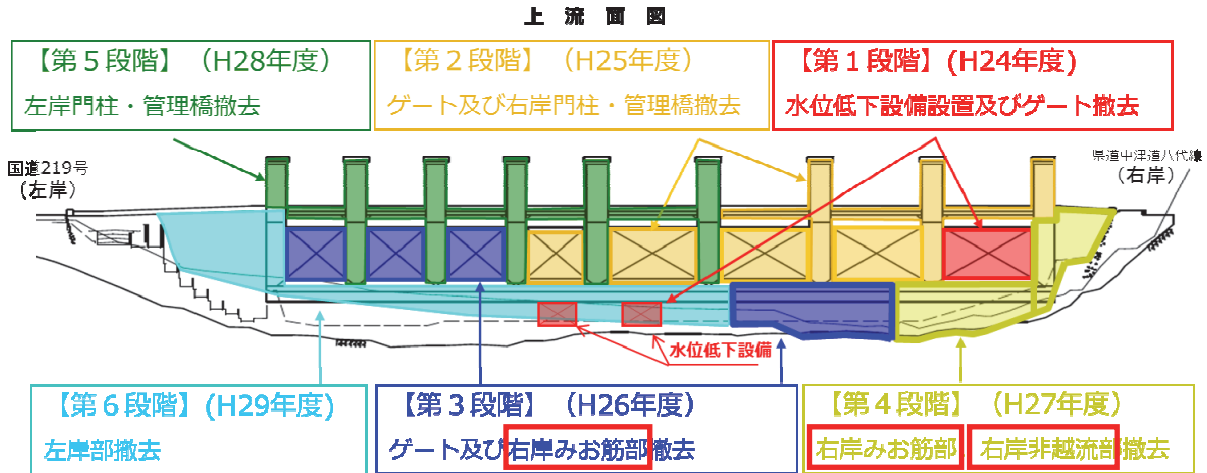 上流面図
【第5段階】（H28年度）
左岸門柱・管理橋撤去
【第2段階】（H25年度）
ゲート及び右岸門柱・管理橋撤去
【第1段階】(H24年度)
水位低下設備設置及びゲート撤去
国道219号
（左岸）
県道中津道八代線
（右岸）
水位低下設備
【第6段階】(H29年度)
左岸部撤去
【第3段階】（H26年度）
ゲート及び右岸みお筋部撤去
【第4段階】（H27年度）
右岸みお筋部、右岸非越流部撤去